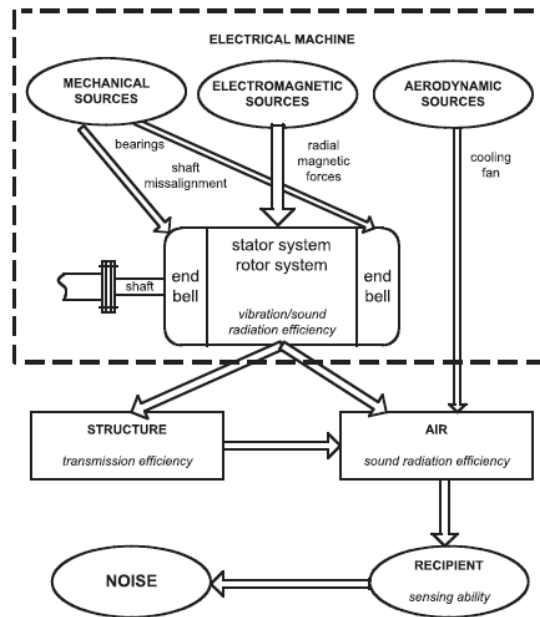 ELECTRICAL MACHINE
MECHANICAL
SOURCES
ELECTROMAGNETIC
SOURCES
AERODYNAMIC
SOURCES
bearings
shaft
missalignment
radial
magnetic
forces
cooling
fan
stator system
rotor system
end
bell
end
bell
shaft
vibration/sound
radiation efficiency
STRUCTURE
transmission efficiency
AIR
sound radiation efficiency
NOISE
RECIPIENT
sensing ability